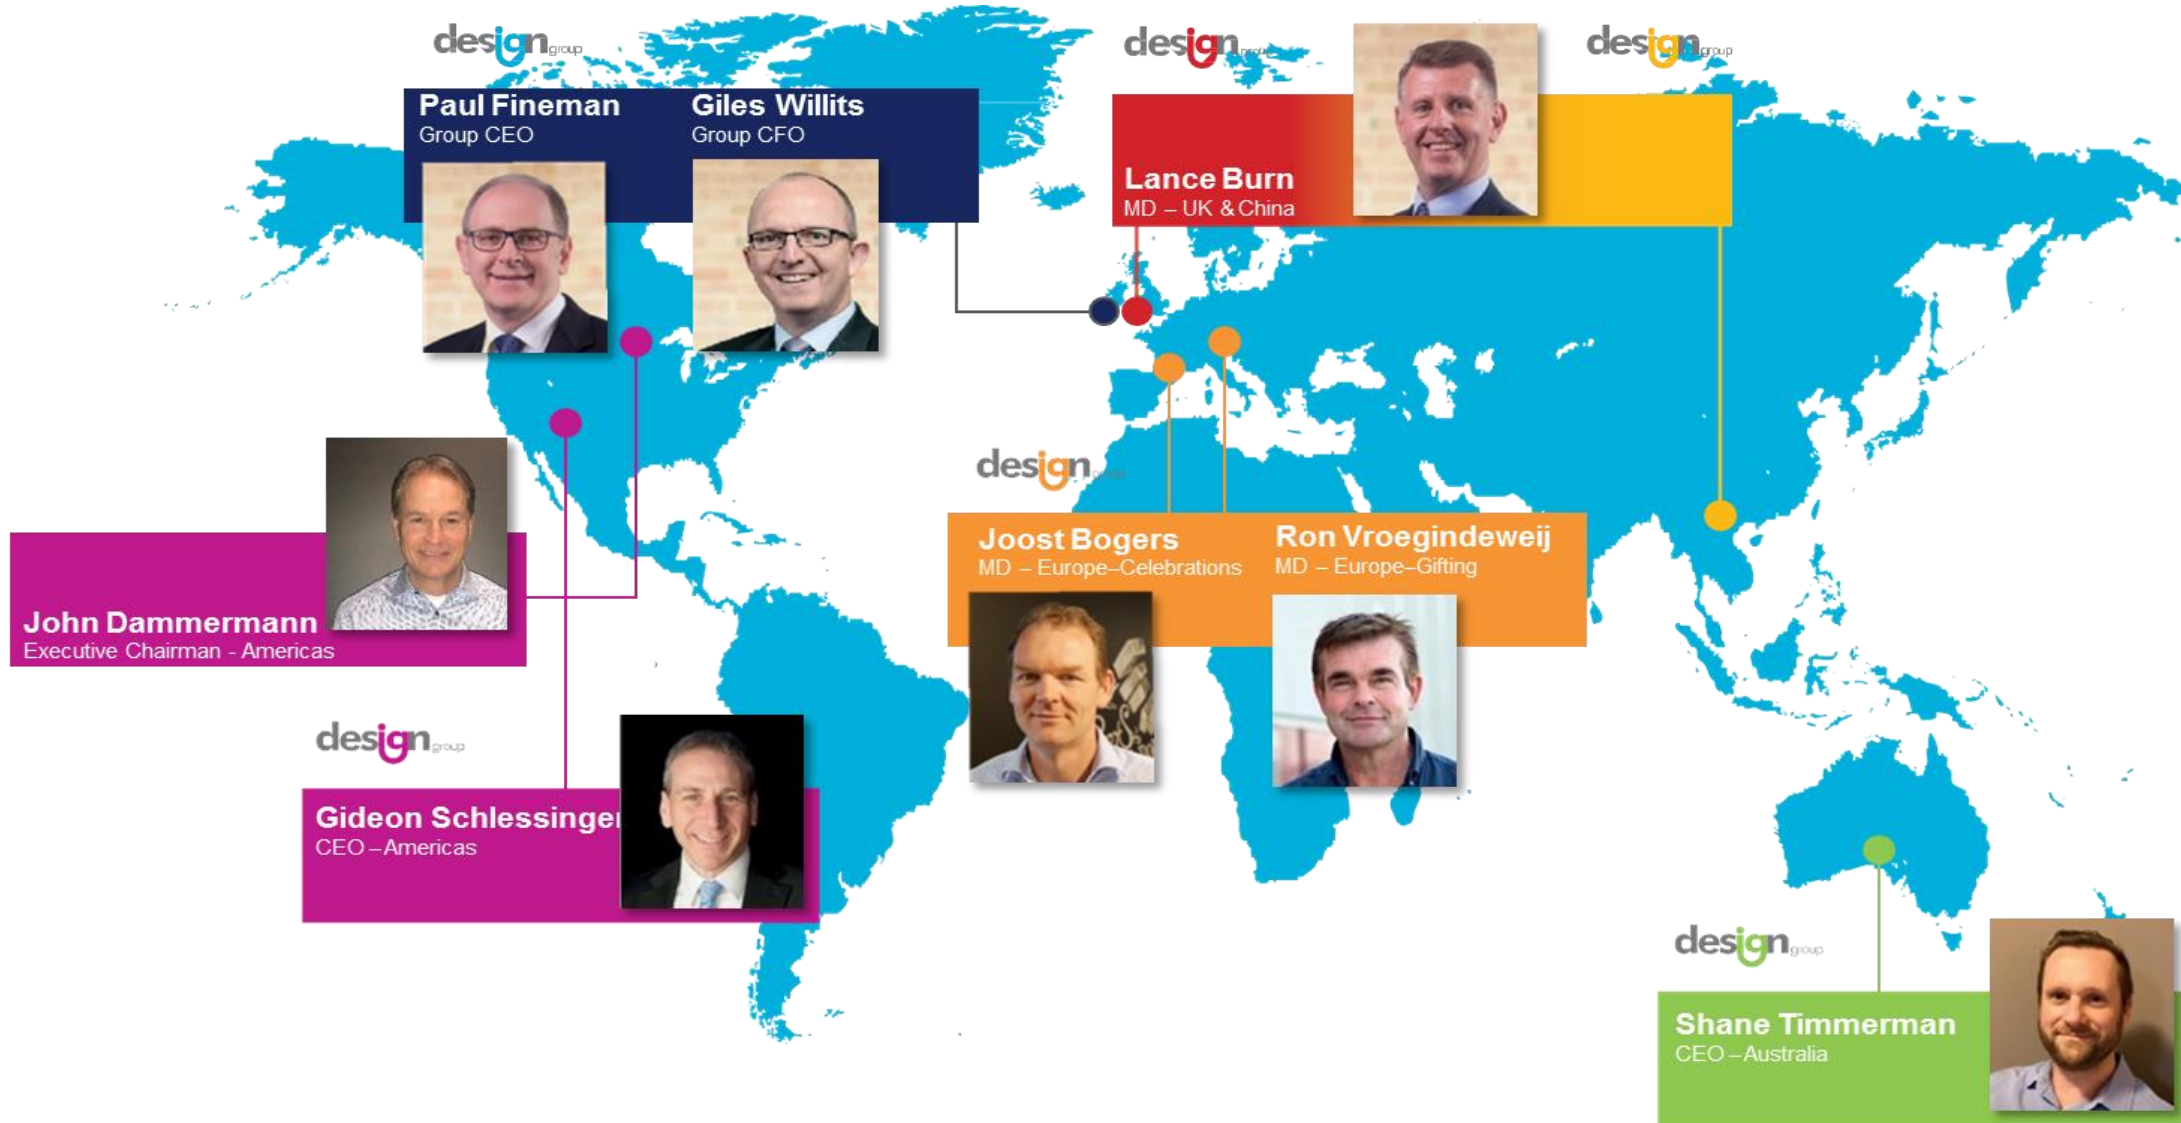 design group
Paul Fineman
Group CEO
Giles Willits
Group CFO
design group
design group
Lance Burn
MD – UK & China
John Dammermann
Executive Chairman - Americas
design group
Gideon Schlessinger
CEO – Americas
design group
Joost Bogers
MD – Europe–Celebrations
Ron Vroegindeweij
MD – Europe–Gifting
design group
Shane Timmerman
CEO – Australia